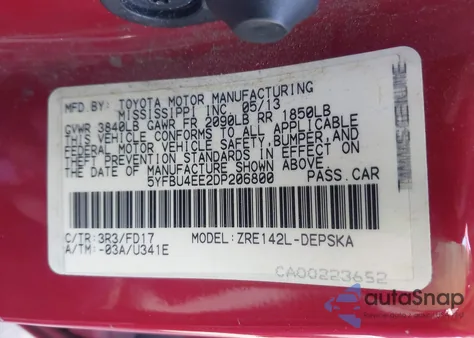 MFD.BY: TOYOTA MOTOR MANUFACTURING
MISSISSIPPI INC 05/13
GVWR 3840LB GAWR FR 2090LB RR 1850LB
THIS VEHICLE CONFORMS TO ALL APPLICABLE
FEDERAL MOTOR VEHICLE SAFETY,BUMPER,AND
THEFT PREVENTION STANDARDS IN EFFECT ON
THE DATE OF MANUFACTURE SHOWN ABOVE.
5YFBU4EE2DP206800 PASS.CAR
C/TR:3R3/FD17 MODEL:ZRE142L-DEPSKA
A/TM:-03A/U341E
CA00223652
autoSnap